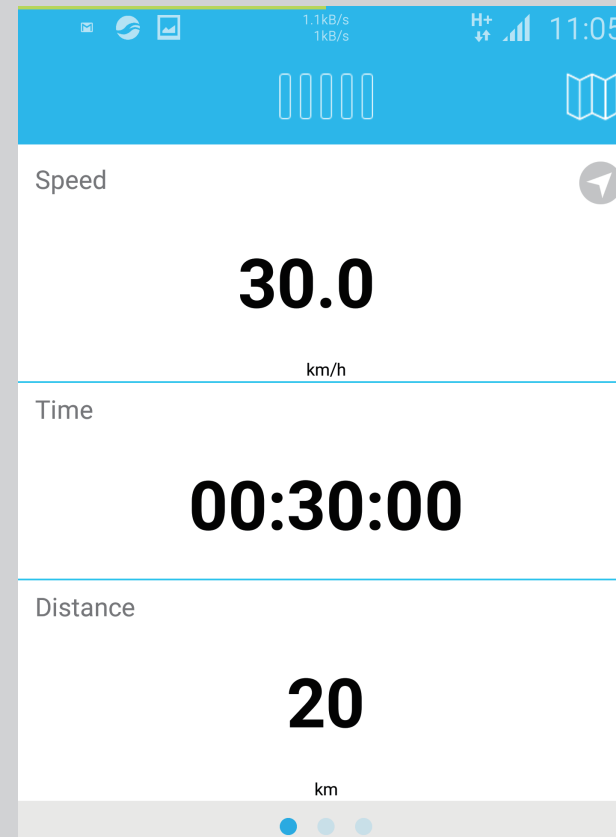 1.1kB/s
1kB/s
H+
11:05
Speed
30.0
km/h
Time
00:30:00
Distance
20
km